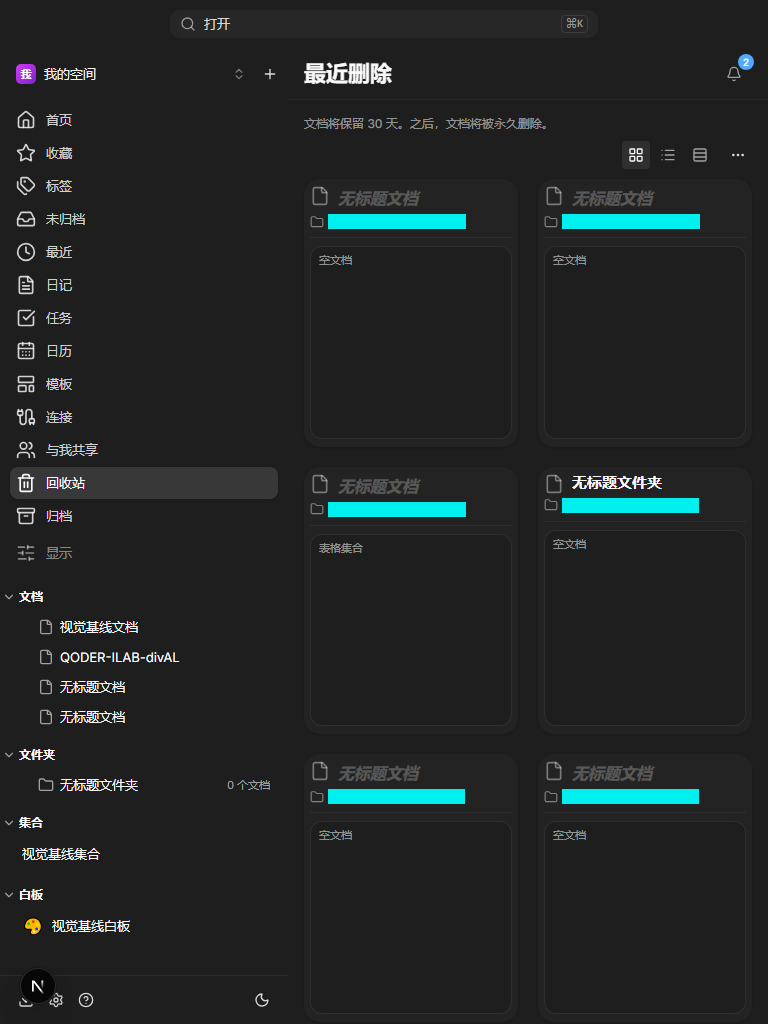 打开
⌘K
我 我的空间
首页
收藏
标签
未归档
最近
日记
任务
日历
模板
连接
与我共享
回收站
归档
显示
文档
视觉基线文档
QODER-ILAB-divAL
无标题文档
无标题文档
文件夹
无标题文件夹
0 个文档
集合
视觉基线集合
白板
视觉基线白板
N
最近删除
2
文档将保留 30 天。之后，文档将被永久删除。
无标题文档
空文档
无标题文档
空文档
无标题文档
表格集合
无标题文件夹
空文档
无标题文档
空文档
无标题文档
空文档